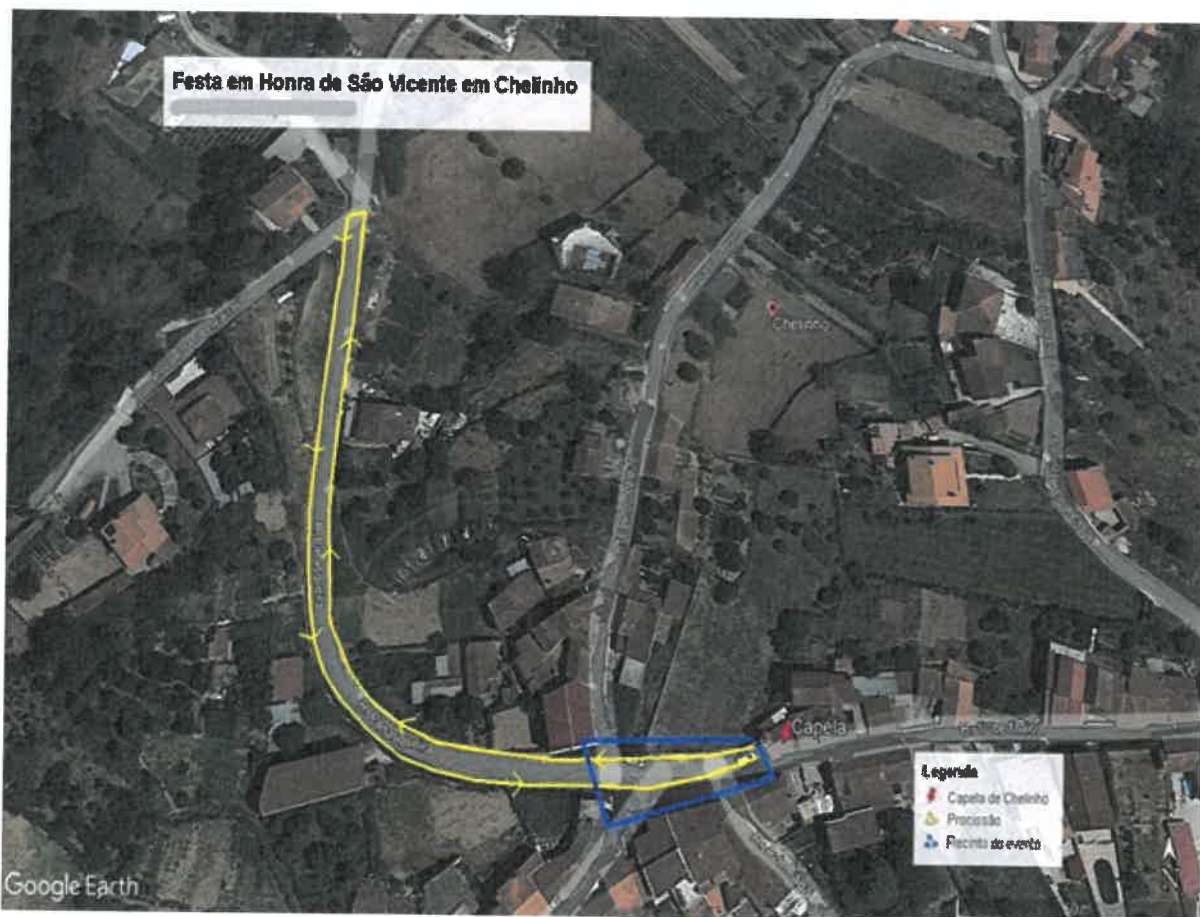 Festa em Honra de São Vicente em Chelinho
Chelinho
Capela
Legenda
Capela de Chelinho
Procissão
Recinto do evento
Google Earth